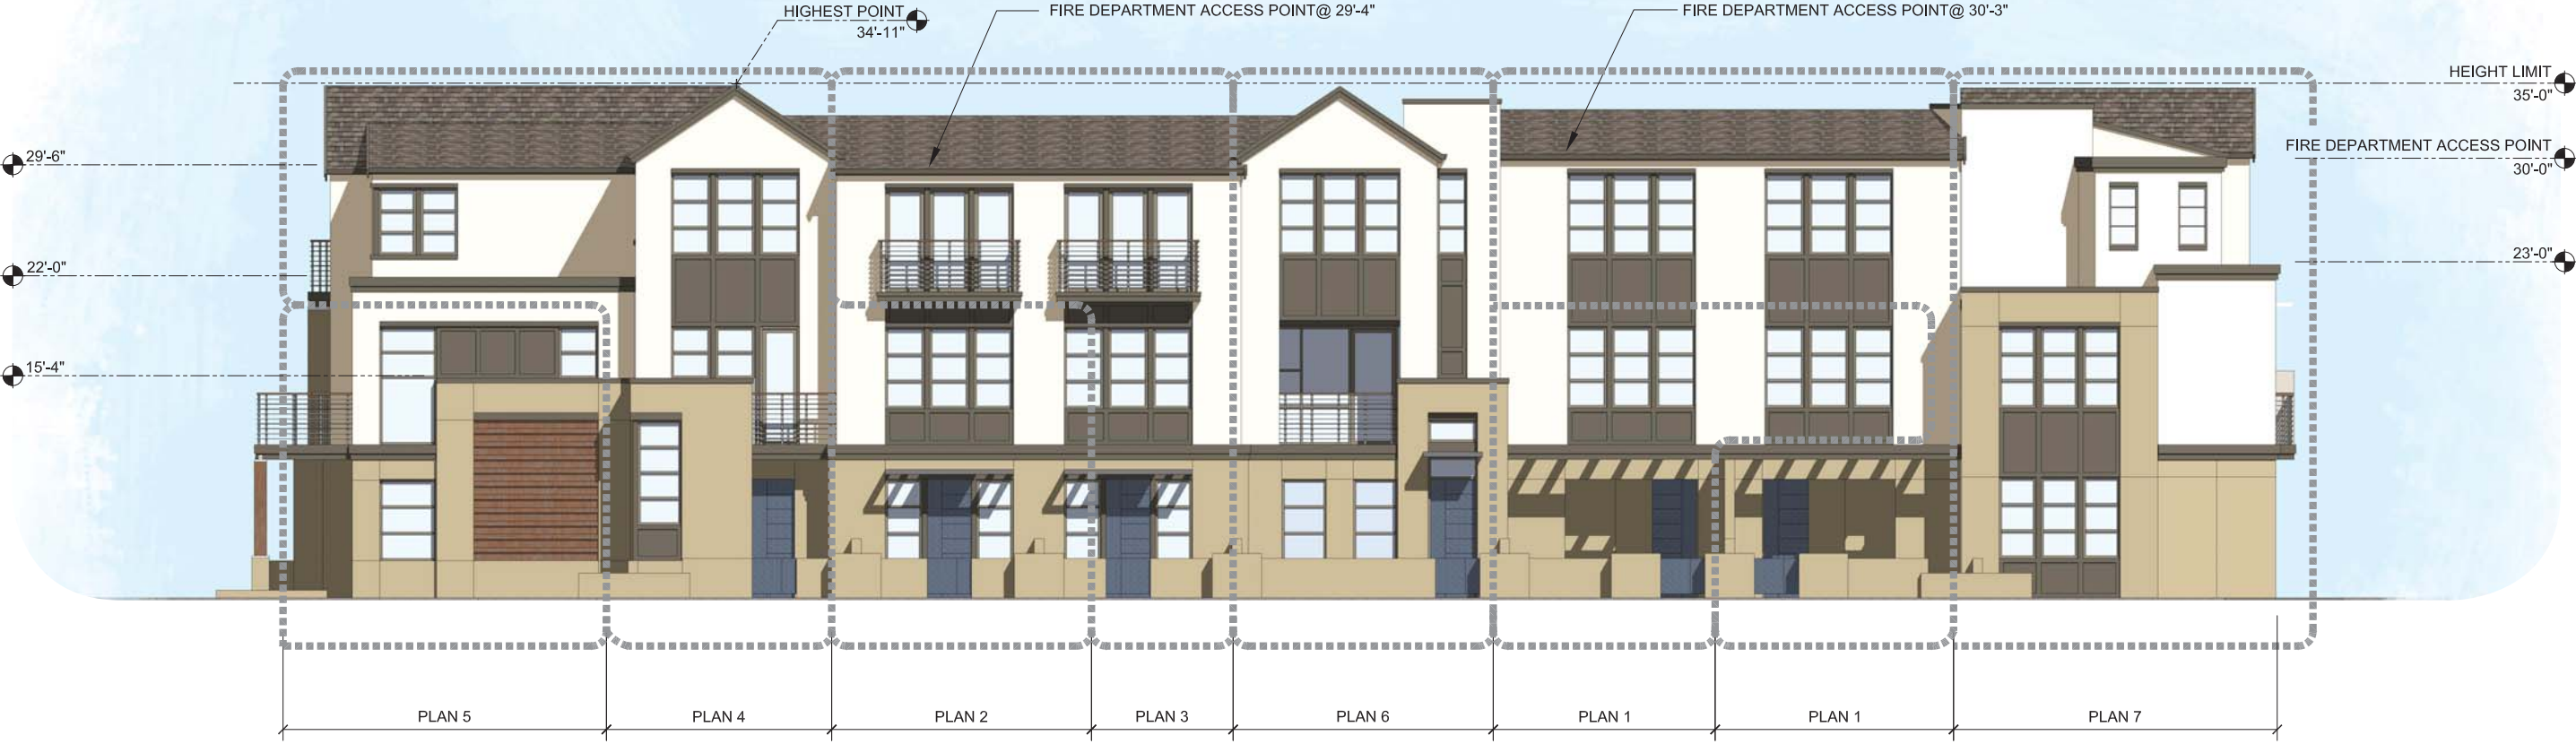 HIGHEST POINT
34'-11"
FIRE DEPARTMENT ACCESS POINT@ 29'-4"
FIRE DEPARTMENT ACCESS POINT@ 30'-3"
HEIGHT LIMIT
35'-0"
29'-6"
FIRE DEPARTMENT ACCESS POINT
30'-0"
22'-0"
23'-0"
15'-4"
PLAN 5
PLAN 4
PLAN 2
PLAN 3
PLAN 6
PLAN 1
PLAN 1
PLAN 7